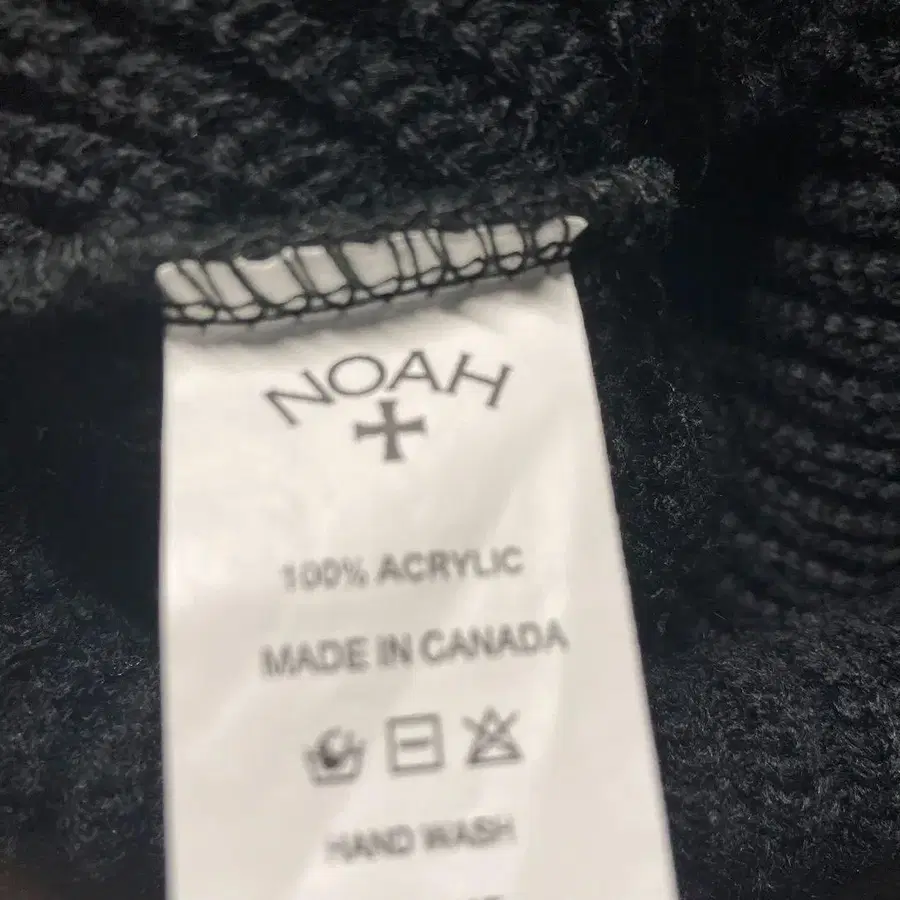 NOAH
100% ACRYLIC
MADE IN CANADA
HAND WASH